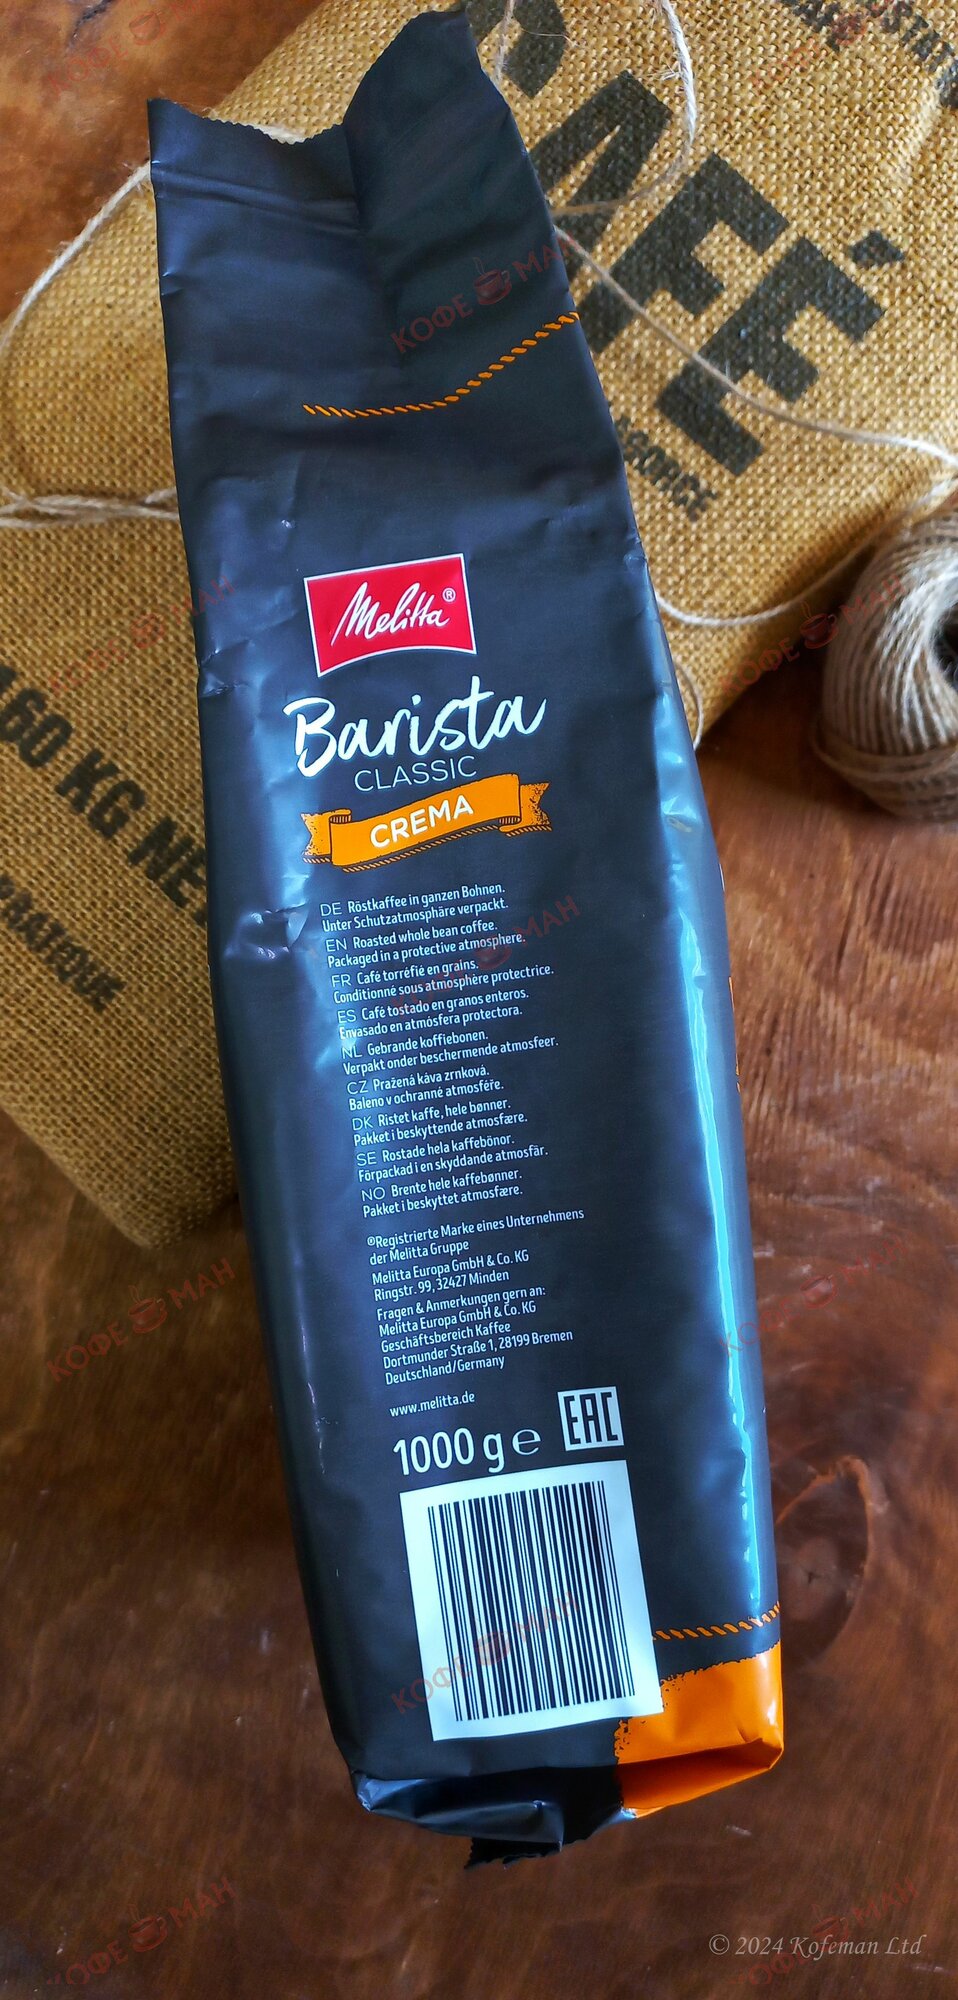 CAFÉ
160 KG NE
Melitta®
Barista
CLASSIC
CREMA
DE Röstkaffee in ganzen Bohnen.
Unter Schutzatmosphäre verpackt.
EN Roasted whole bean coffee.
Packaged in a protective atmosphere.
FR Café torréfié en grains.
Conditionné sous atmosphère protectrice.
ES Café tostado en granos enteros.
Envasado en atmósfera protectora.
NL Gebrande koffiebonen.
Verpakt onder beschermende atmosfeer.
CZ Pražená káva zrnková.
Baleno v ochranné atmosféře.
DK Ristet kaffe, hele bønner.
Pakket i beskyttende atmosfære.
SE Rostade hela kaffebönor.
Förpackad i en skyddande atmosfär.
NO Brente hele kaffebønner.
Pakket i beskyttet atmosfære.
®Registrierte Marke eines Unternehmens
der Melitta Gruppe
Melitta Europa GmbH & Co. KG
Ringstr. 99, 32427 Minden
Fragen & Anmerkungen gern an:
Melitta Europa GmbH & Co. KG
Geschäftsbereich Kaffee
Dortmunder Straße 1, 28199 Bremen
Deutschland/Germany
www.melitta.de
1000 g e
EAC
КОФЕ МАН
© 2024 Kofeman Ltd